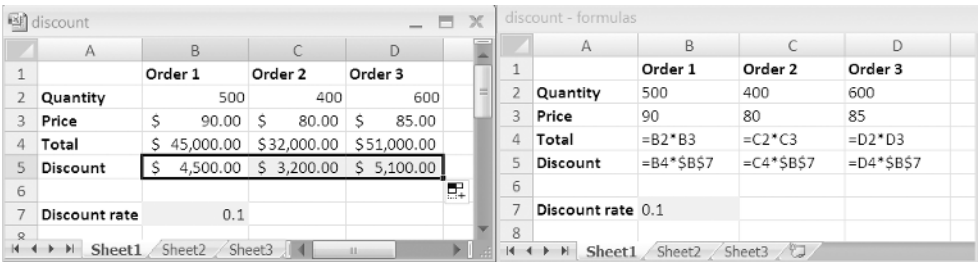 discount
A B C D
1 Order 1 Order 2 Order 3
2 Quantity 500 400 600
3 Price $ 90.00 $ 80.00 $ 85.00
4 Total $ 45,000.00 $32,000.00 $51,000.00
5 Discount $ 4,500.00 $ 3,200.00 $ 5,100.00
6
7 Discount rate 0.1
8
Sheet1 Sheet2 Sheet3
discount - formulas
A B C D
1 Order 1 Order 2 Order 3
2 Quantity 500 400 600
3 Price 90 80 85
4 Total =B2*B3 =C2*C3 =D2*D3
5 Discount =B4*$B$7 =C4*$B$7 =D4*$B$7
6
7 Discount rate 0.1
8
Sheet1 Sheet2 Sheet3